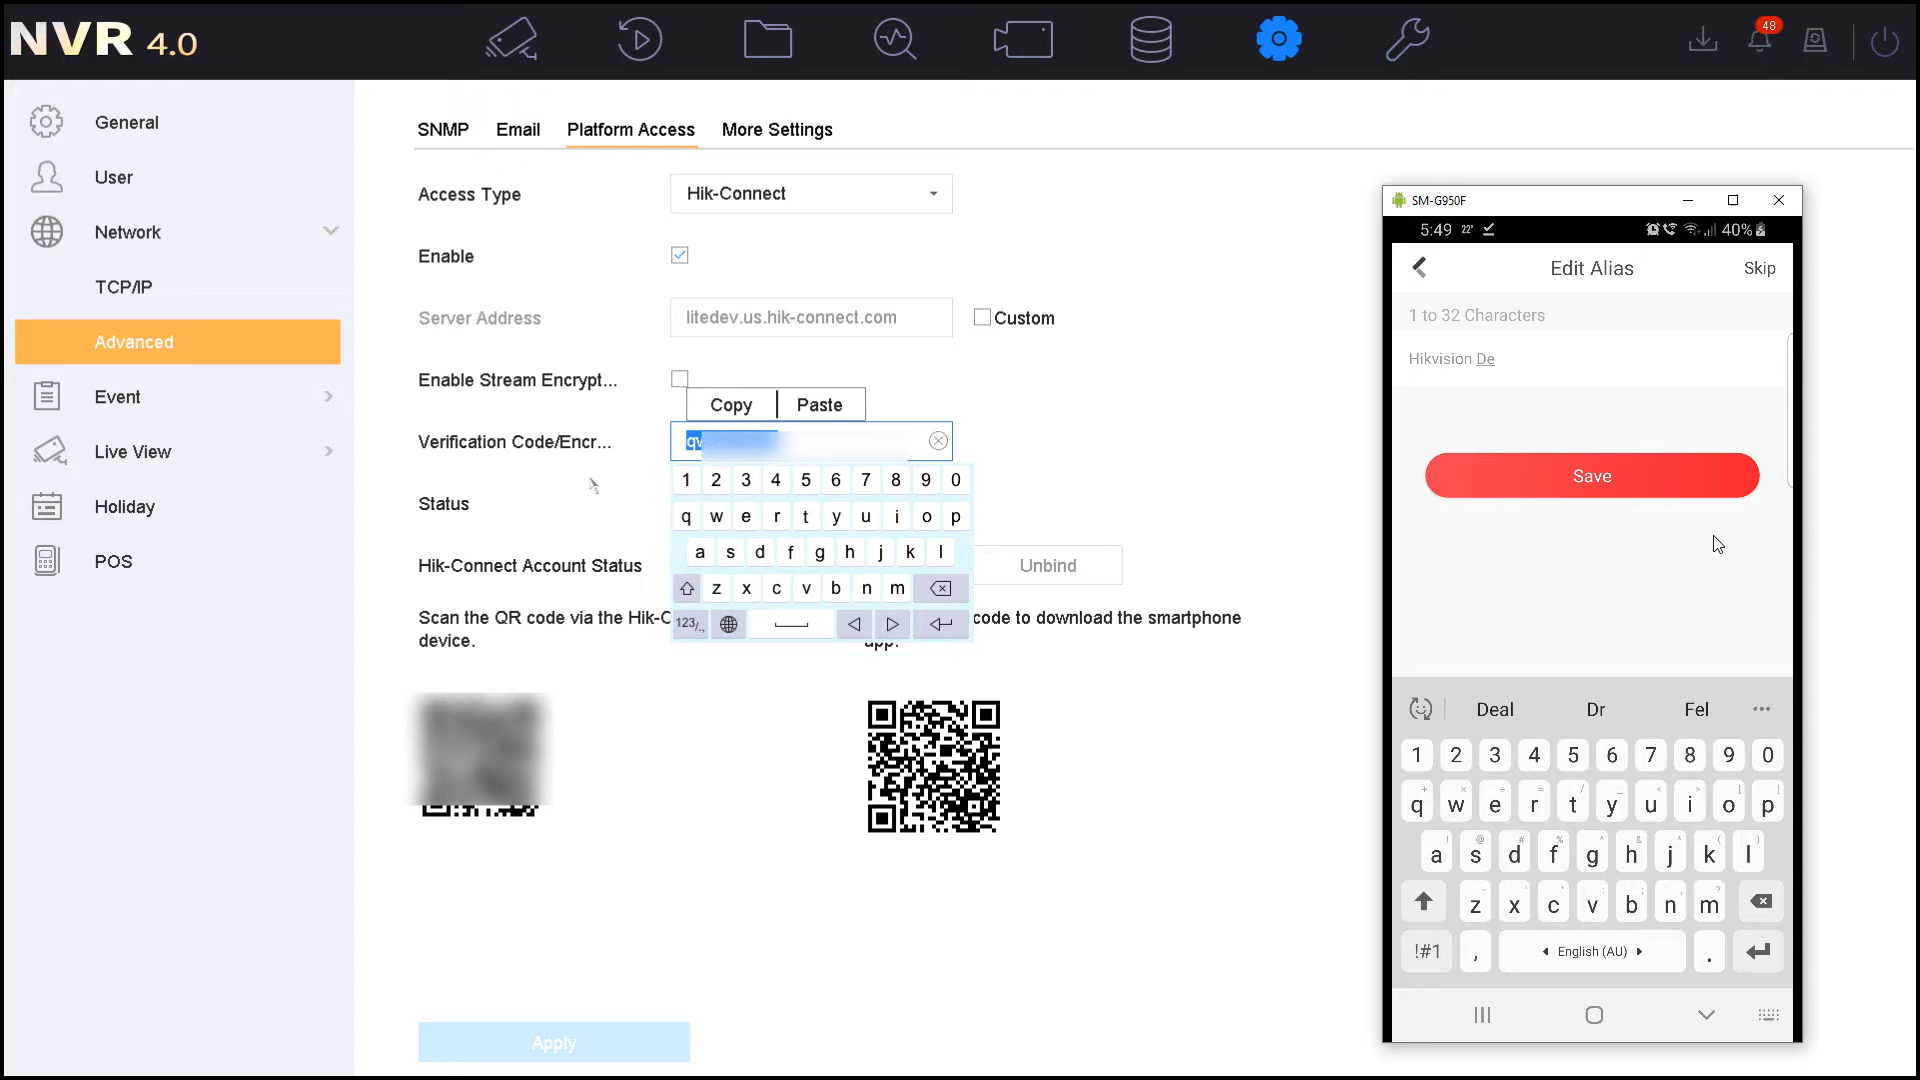 NVR 4.0
48
General
User
Network
TCP/IP
Advanced
Event
Live View
Holiday
POS
SNMP Email Platform Access More Settings
Access Type Hik-Connect
Enable
Server Address litedev.us.hik-connect.com Custom
Enable Stream Encrypt...
Copy Paste
Verification Code/Encr...
Status
Hik-Connect Account Status Unbind
Scan the QR code via the Hik-C
device.
code to download the smartphone
app.
1 2 3 4 5 6 7 8 9 0
q w e r t y u i o p
a s d f g h j k l
z x c v b n m
123/.,
Apply
SM-G950F
5:49 22° 40%
Edit Alias Skip
1 to 32 Characters
Hikvision De
Save
Deal Dr Fel ...
1 2 3 4 5 6 7 8 9 0
q w e r t y u i o p
a s d f g h j k l
z x c v b n m
!#1 , English (AU) .